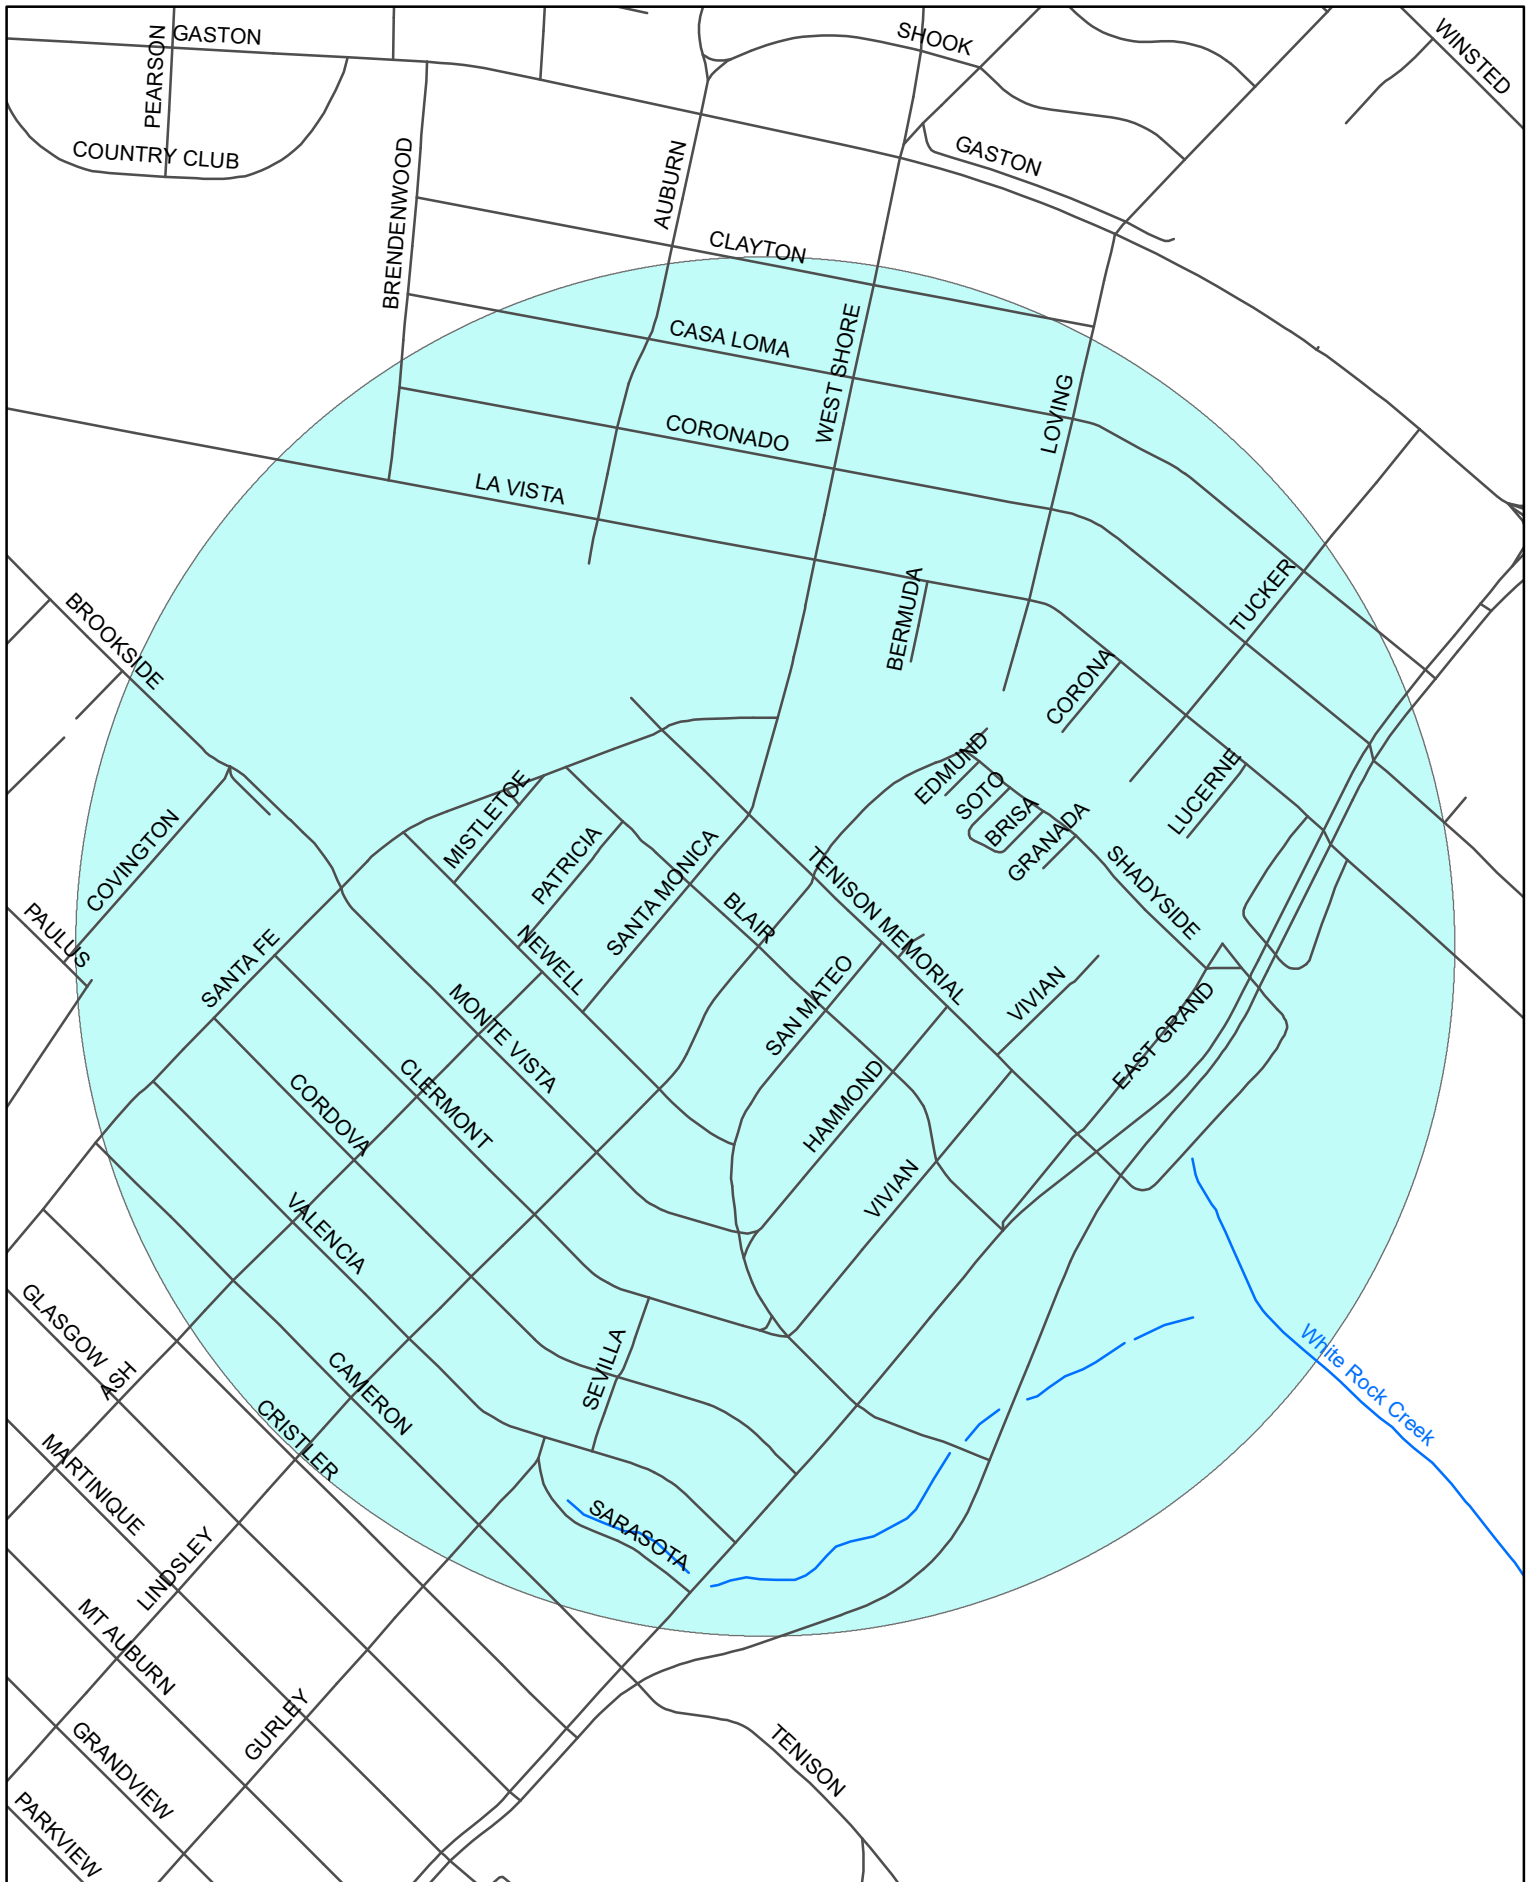 GASTON
PEARSON
COUNTRY CLUB
SHOOK
WINSTED
GASTON
BRENDENWOOD
AUBURN
CLAYTON
CASA LOMA
WEST SHORE
LOVING
CORONADO
LA VISTA
BERMUDA
TUCKER
BROOKSIDE
CORONA
EDMUND
SOTO
BRISA
GRANADA
LUCERNE
MISTLETOE
COVINGTON
PATRICIA
SANTA MONICA
TENISON MEMORIAL
SHADYSIDE
PAULUS
SANTA FE
NEWELL
BLAIR
SAN MATEO
VIVIAN
MONTE VISTA
EAST GRAND
CLERMONT
CORDOVA
HAMMOND
VIVIAN
VALENCIA
GLASGOW
ASH
SEVILLA
CAMERON
White Rock Creek
CRISTLER
MARTINIQUE
SARASOTA
LINDSLEY
MT AUBURN
GURLEY
GRANDVIEW
TENISON
PARKVIEW